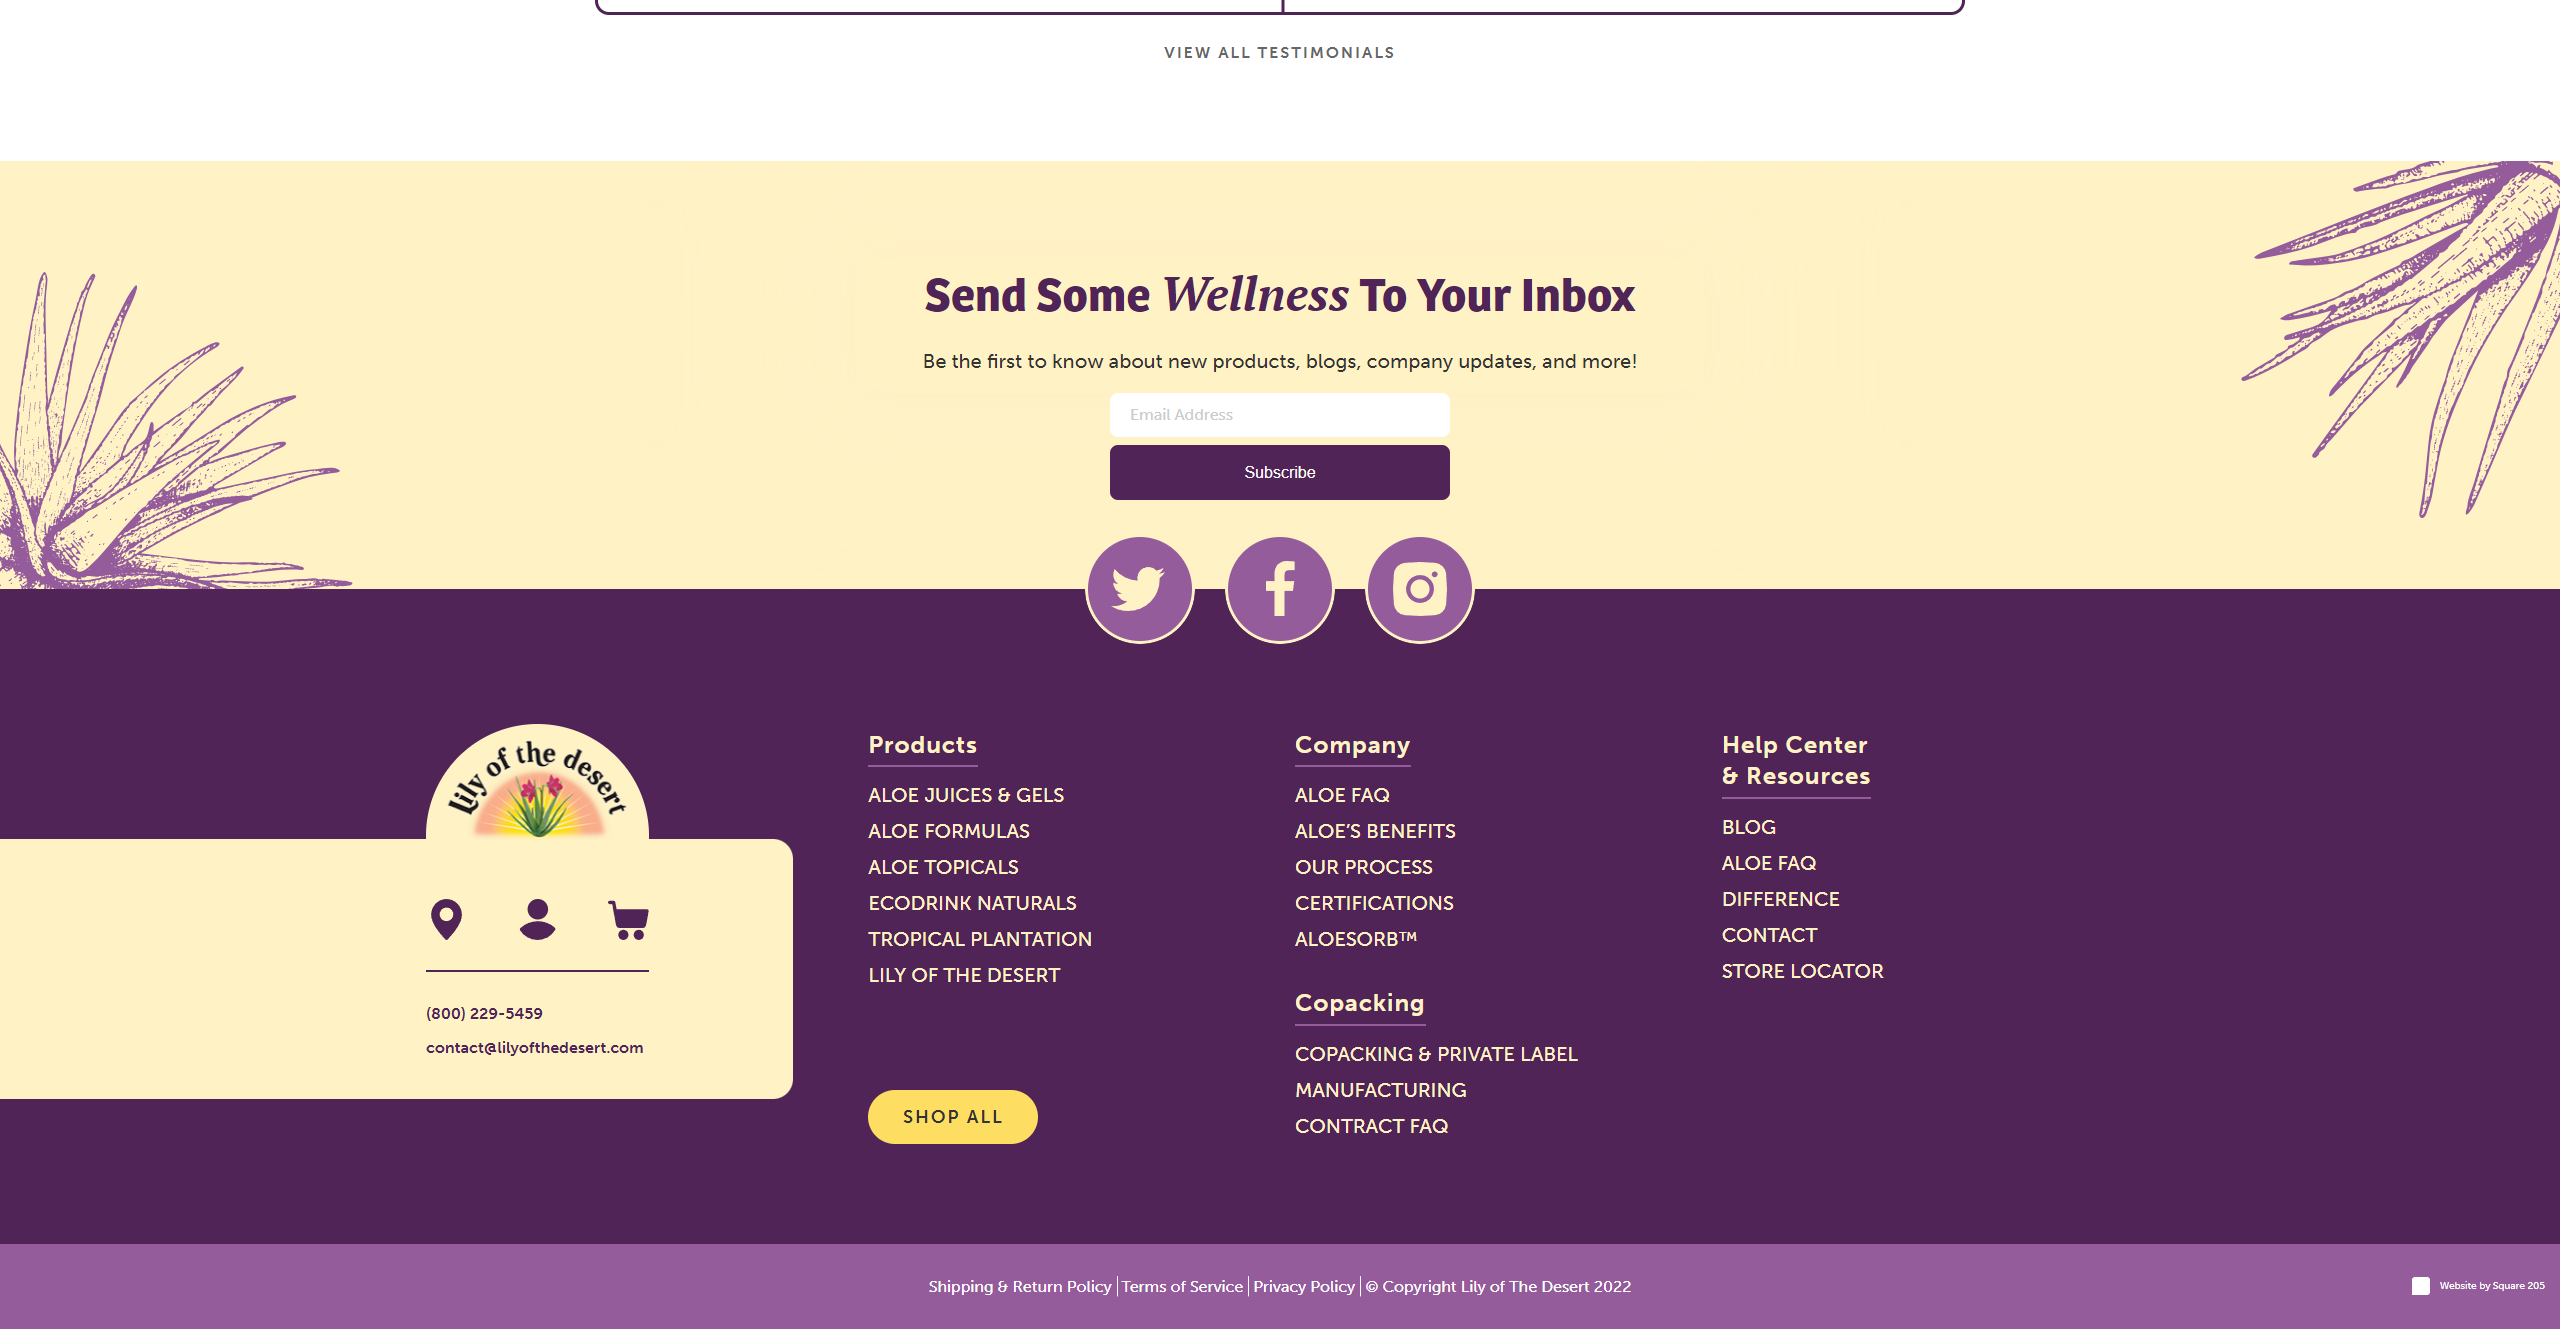 VIEW ALL TESTIMONIALS
Send Some Wellness To Your Inbox
Be the first to know about new products, blogs, company updates, and more!
Email Address
Subscribe
lily of the desert
(800) 229-5459
contact@lilyofthedesert.com
Products
ALOE JUICES & GELS
ALOE FORMULAS
ALOE TOPICALS
ECODRINK NATURALS
TROPICAL PLANTATION
LILY OF THE DESERT
SHOP ALL
Company
ALOE FAQ
ALOE’S BENEFITS
OUR PROCESS
CERTIFICATIONS
ALOESORB™
Copacking
COPACKING & PRIVATE LABEL
MANUFACTURING
CONTRACT FAQ
Help Center
& Resources
BLOG
ALOE FAQ
DIFFERENCE
CONTACT
STORE LOCATOR
Shipping & Return Policy | Terms of Service | Privacy Policy | © Copyright Lily of The Desert 2022
Website by Square 205